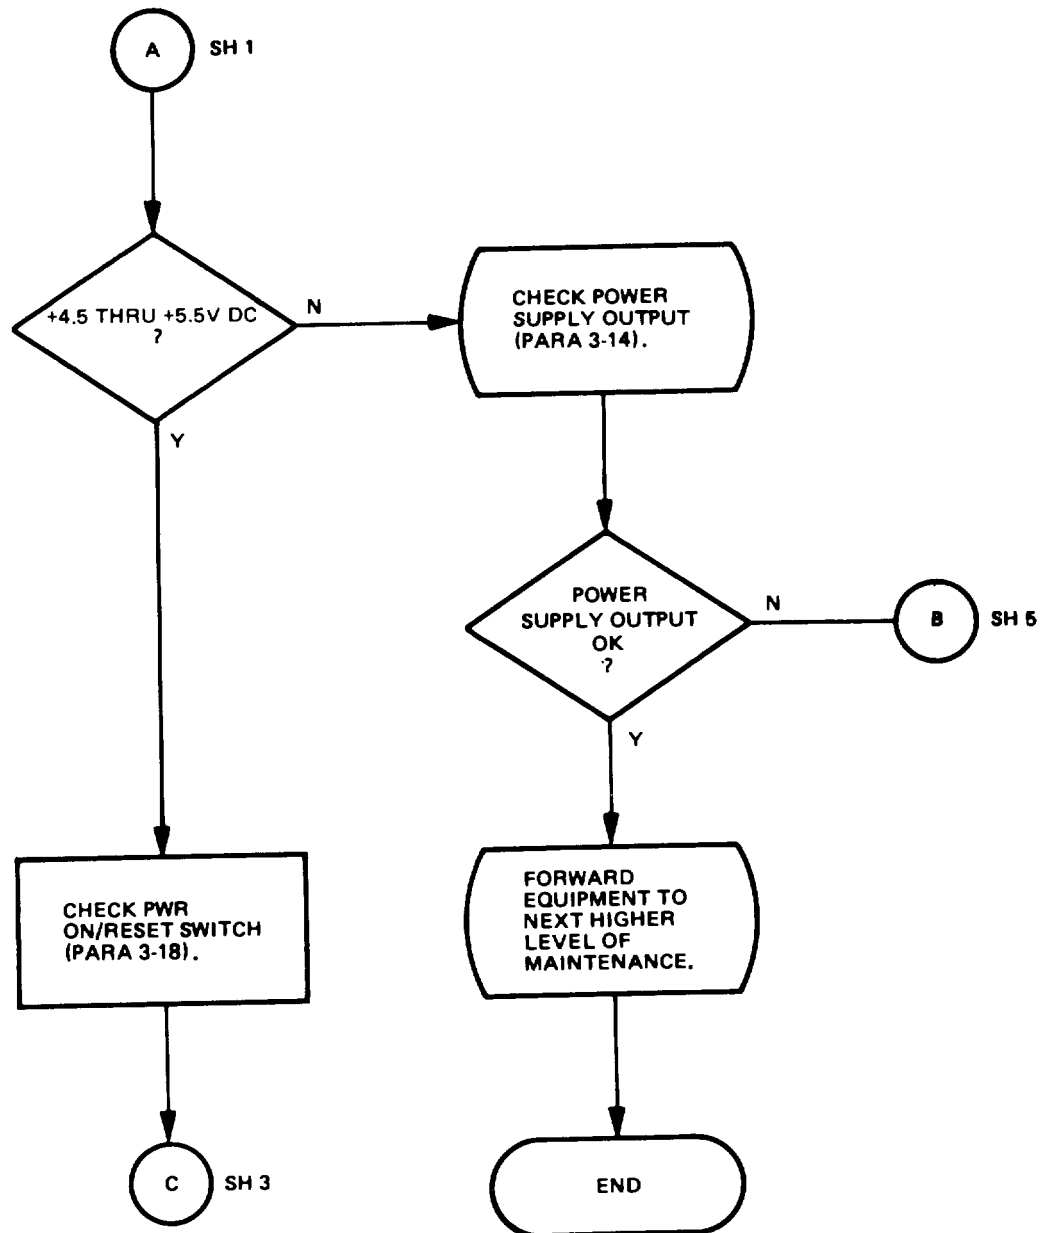 A SH 1
+4.5 THRU +5.5V DC
?
N
Y
CHECK POWER
SUPPLY OUTPUT
(PARA 3-14).
POWER
SUPPLY OUTPUT
OK
?
N
B SH 5
Y
CHECK PWR
ON/RESET SWITCH
(PARA 3-18).
FORWARD
EQUIPMENT TO
NEXT HIGHER
LEVEL OF
MAINTENANCE.
C SH 3
END